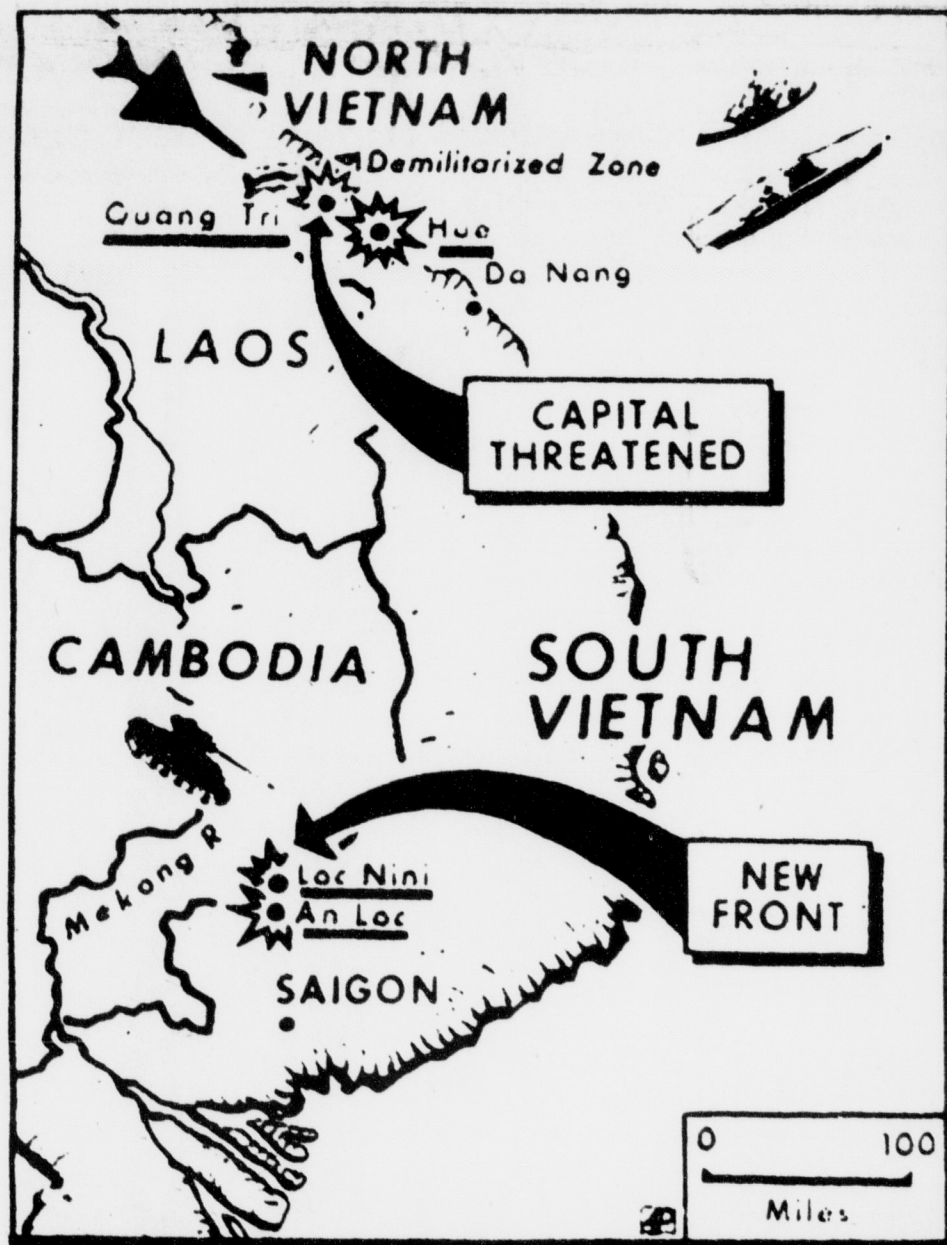 NORTH
VIETNAM
Demilitarized Zone
Quang Tri
Hue
Da Nang
LAOS
CAPITAL
THREATENED
CAMBODIA
SOUTH
VIETNAM
Mekong R
Loc Nini
An Loc
NEW
FRONT
SAIGON
0 100
Miles